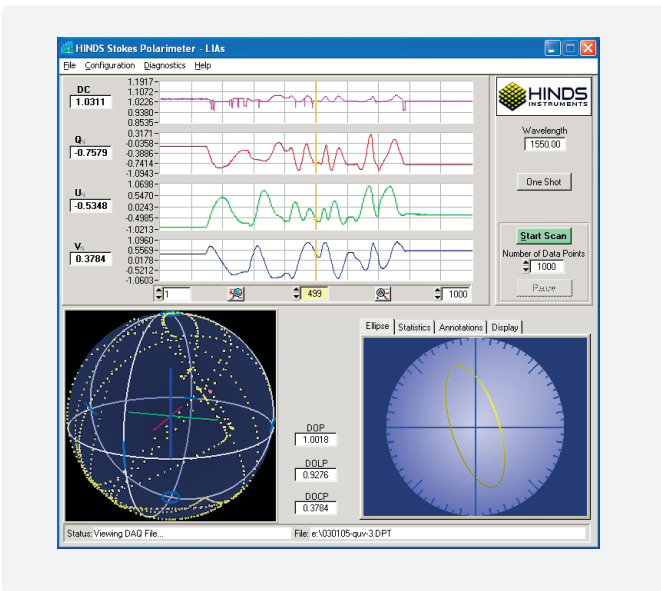 HINDS Stokes Polarimeter - LIAs
File Configuration Diagnostics Help
DC
1.0311
1.1917
1.1072
1.0226
0.9380
0.8535
QN
-0.7579
0.3171
-0.0358
-0.3886
-0.7414
-1.0943
UN
-0.5348
1.0698
0.5470
0.0243
-0.4985
-1.0213
VN
0.3784
1.0960
0.5569
0.0178
-0.5212
-1.0603
1
499
1000
HINDS
INSTRUMENTS
Wavelength
1550.00
One Shot
Start Scan
Number of Data Points
1000
Pause
DOP
1.0018
DOLP
0.9276
DOCP
0.3784
Ellipse Statistics Annotations Display
Status: Viewing DAQ File...
File: e:\030105-quv-3.DPT